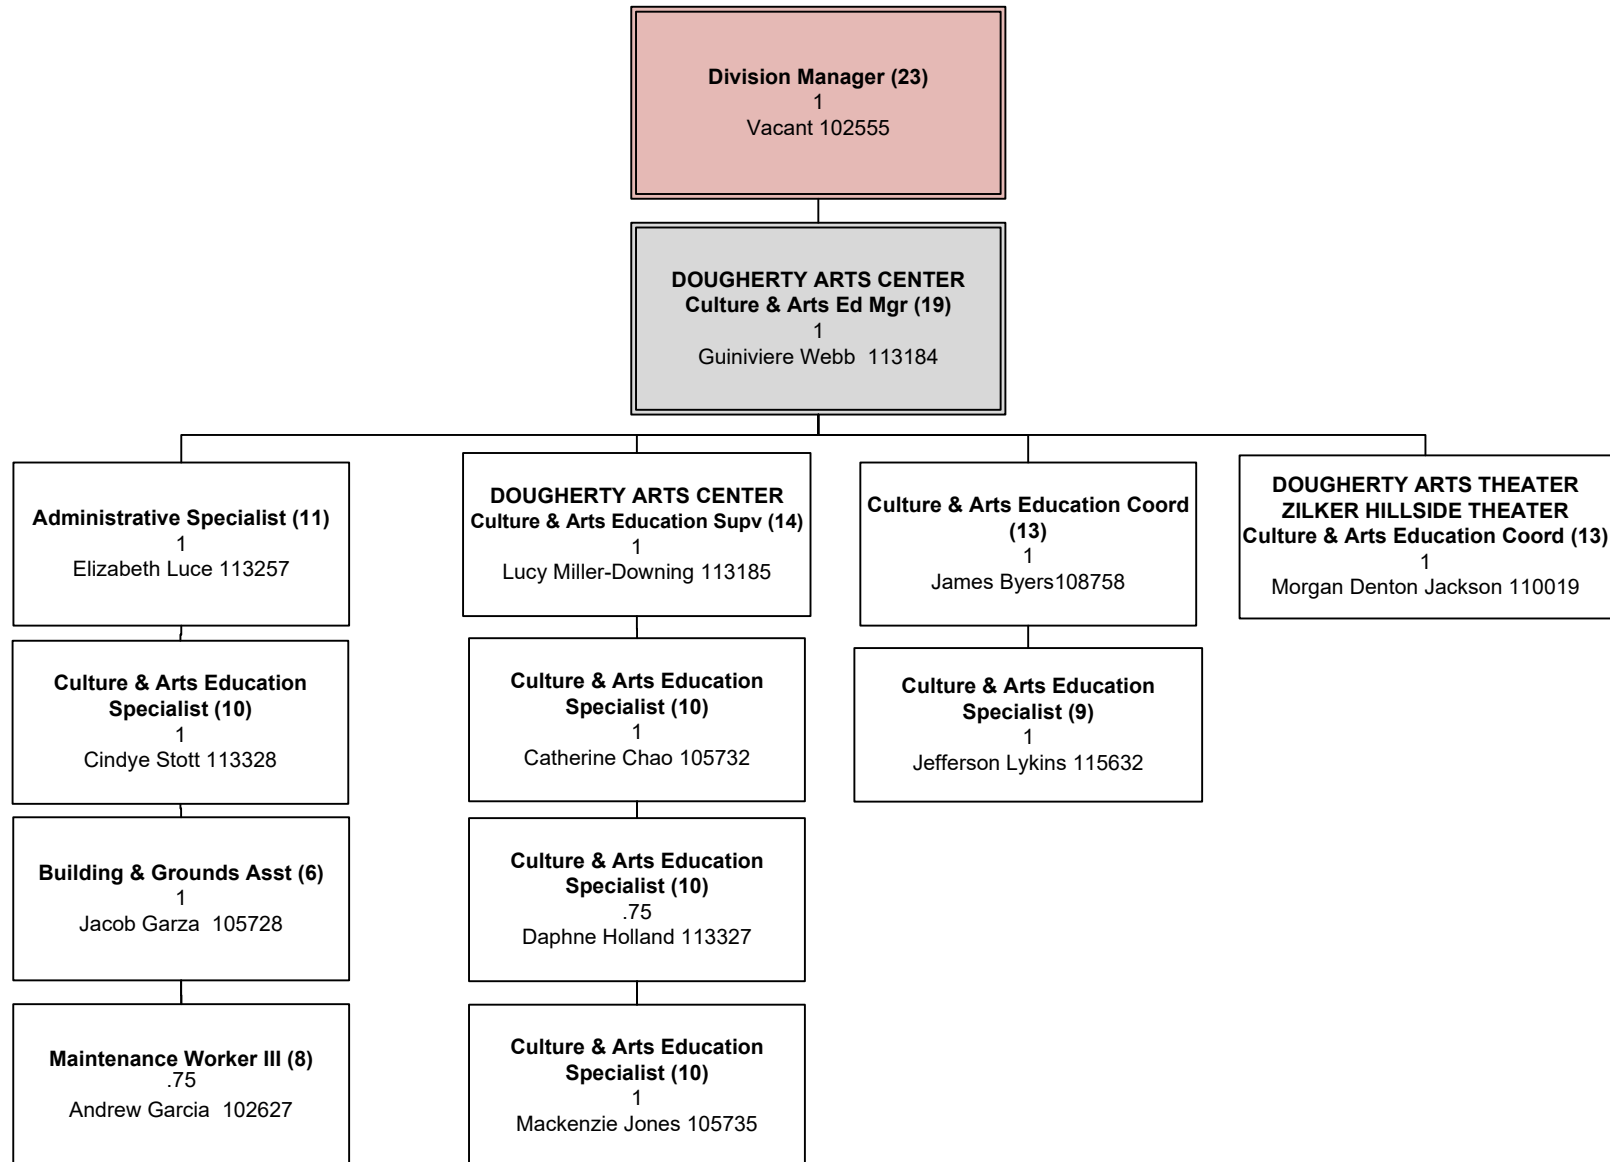 Division Manager (23)
1
Vacant 102555
DOUGHERTY ARTS CENTER
Culture & Arts Ed Mgr (19)
1
Guiniviere Webb  113184
Administrative Specialist (11)
1
Elizabeth Luce 113257
Culture & Arts Education
Specialist (10)
1
Cindye Stott 113328
Building & Grounds Asst (6)
1
Jacob Garza  105728
Maintenance Worker III (8)
.75
Andrew Garcia  102627
DOUGHERTY ARTS CENTER
Culture & Arts Education Supv (14)
1
Lucy Miller-Downing 113185
Culture & Arts Education
Specialist (10)
1
Catherine Chao 105732
Culture & Arts Education
Specialist (10)
.75
Daphne Holland 113327
Culture & Arts Education
Specialist (10)
1
Mackenzie Jones 105735
Culture & Arts Education Coord
(13)
1
James Byers108758
Culture & Arts Education
Specialist (9)
1
Jefferson Lykins 115632
DOUGHERTY ARTS THEATER
ZILKER HILLSIDE THEATER
Culture & Arts Education Coord (13)
1
Morgan Denton Jackson 110019